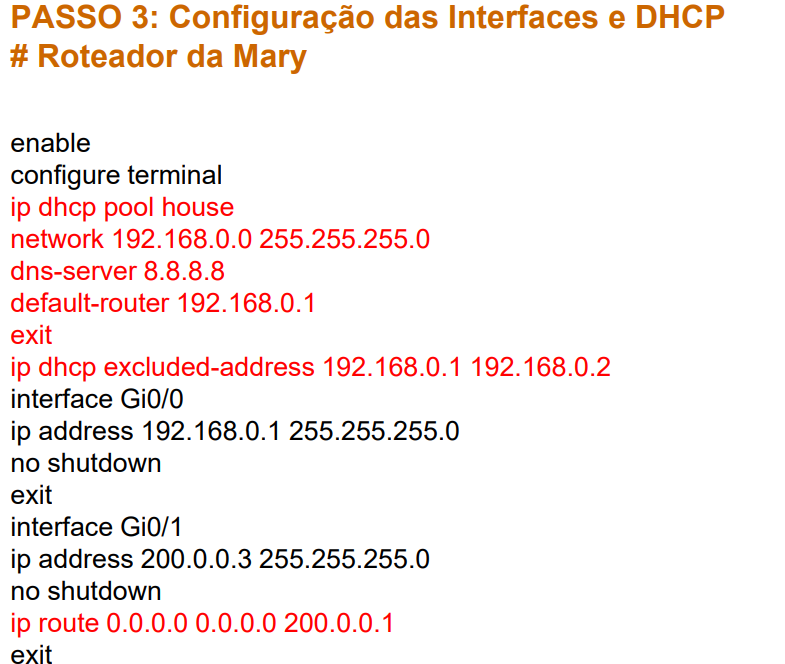 PASSO 3: Configuração das Interfaces e DHCP
# Roteador da Mary
enable
configure terminal
ip dhcp pool house
network 192.168.0.0 255.255.255.0
dns-server 8.8.8.8
default-router 192.168.0.1
exit
ip dhcp excluded-address 192.168.0.1 192.168.0.2
interface Gi0/0
ip address 192.168.0.1 255.255.255.0
no shutdown
exit
interface Gi0/1
ip address 200.0.0.3 255.255.255.0
no shutdown
ip route 0.0.0.0 0.0.0.0 200.0.0.1
exit